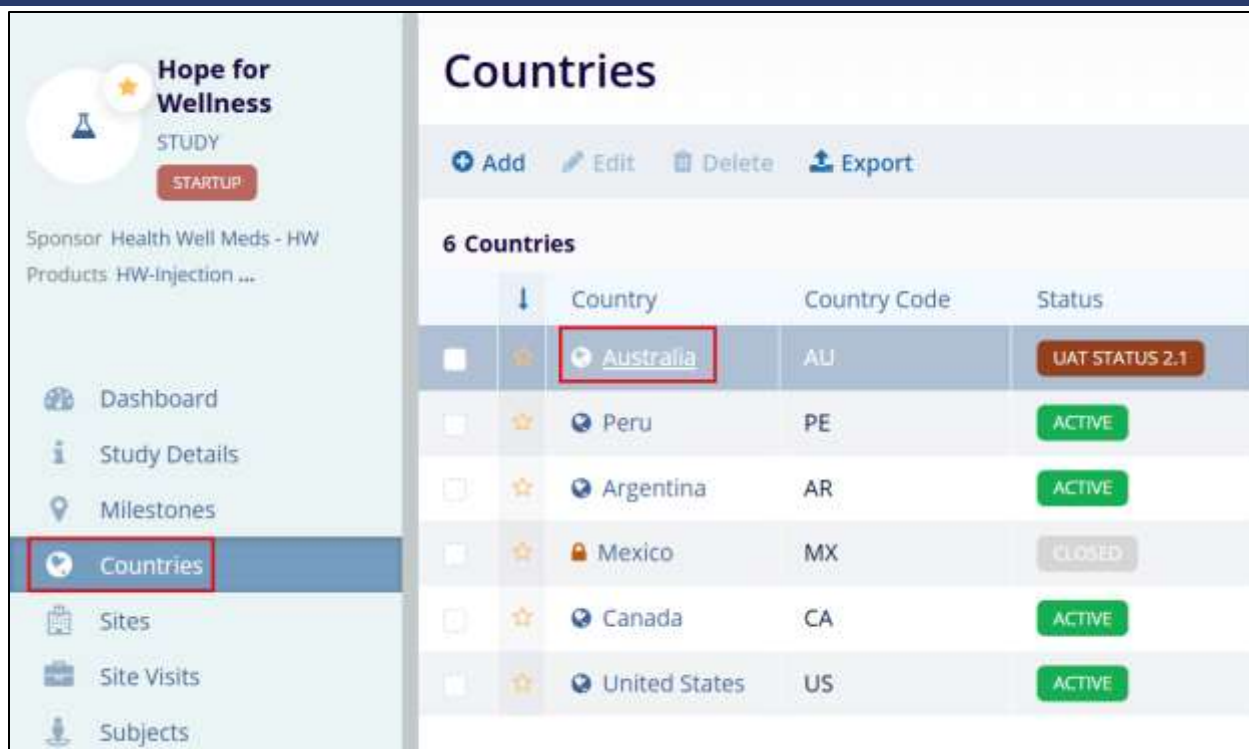 Hope for
Wellness
STUDY
STARTUP
Sponsor Health Well Meds - HW
Products HW-Injection ...
Dashboard
Study Details
Milestones
Countries
Sites
Site Visits
Subjects
Countries
Add Edit Delete Export
6 Countries
Country Country Code Status
Australia AU UAT STATUS 2.1
Peru PE ACTIVE
Argentina AR ACTIVE
Mexico MX CLOSED
Canada CA ACTIVE
United States US ACTIVE